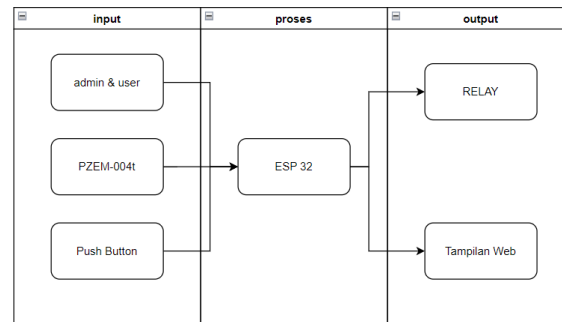 input
proses
output
admin & user
RELAY
PZEM-004t
ESP 32
Push Button
Tampilan Web